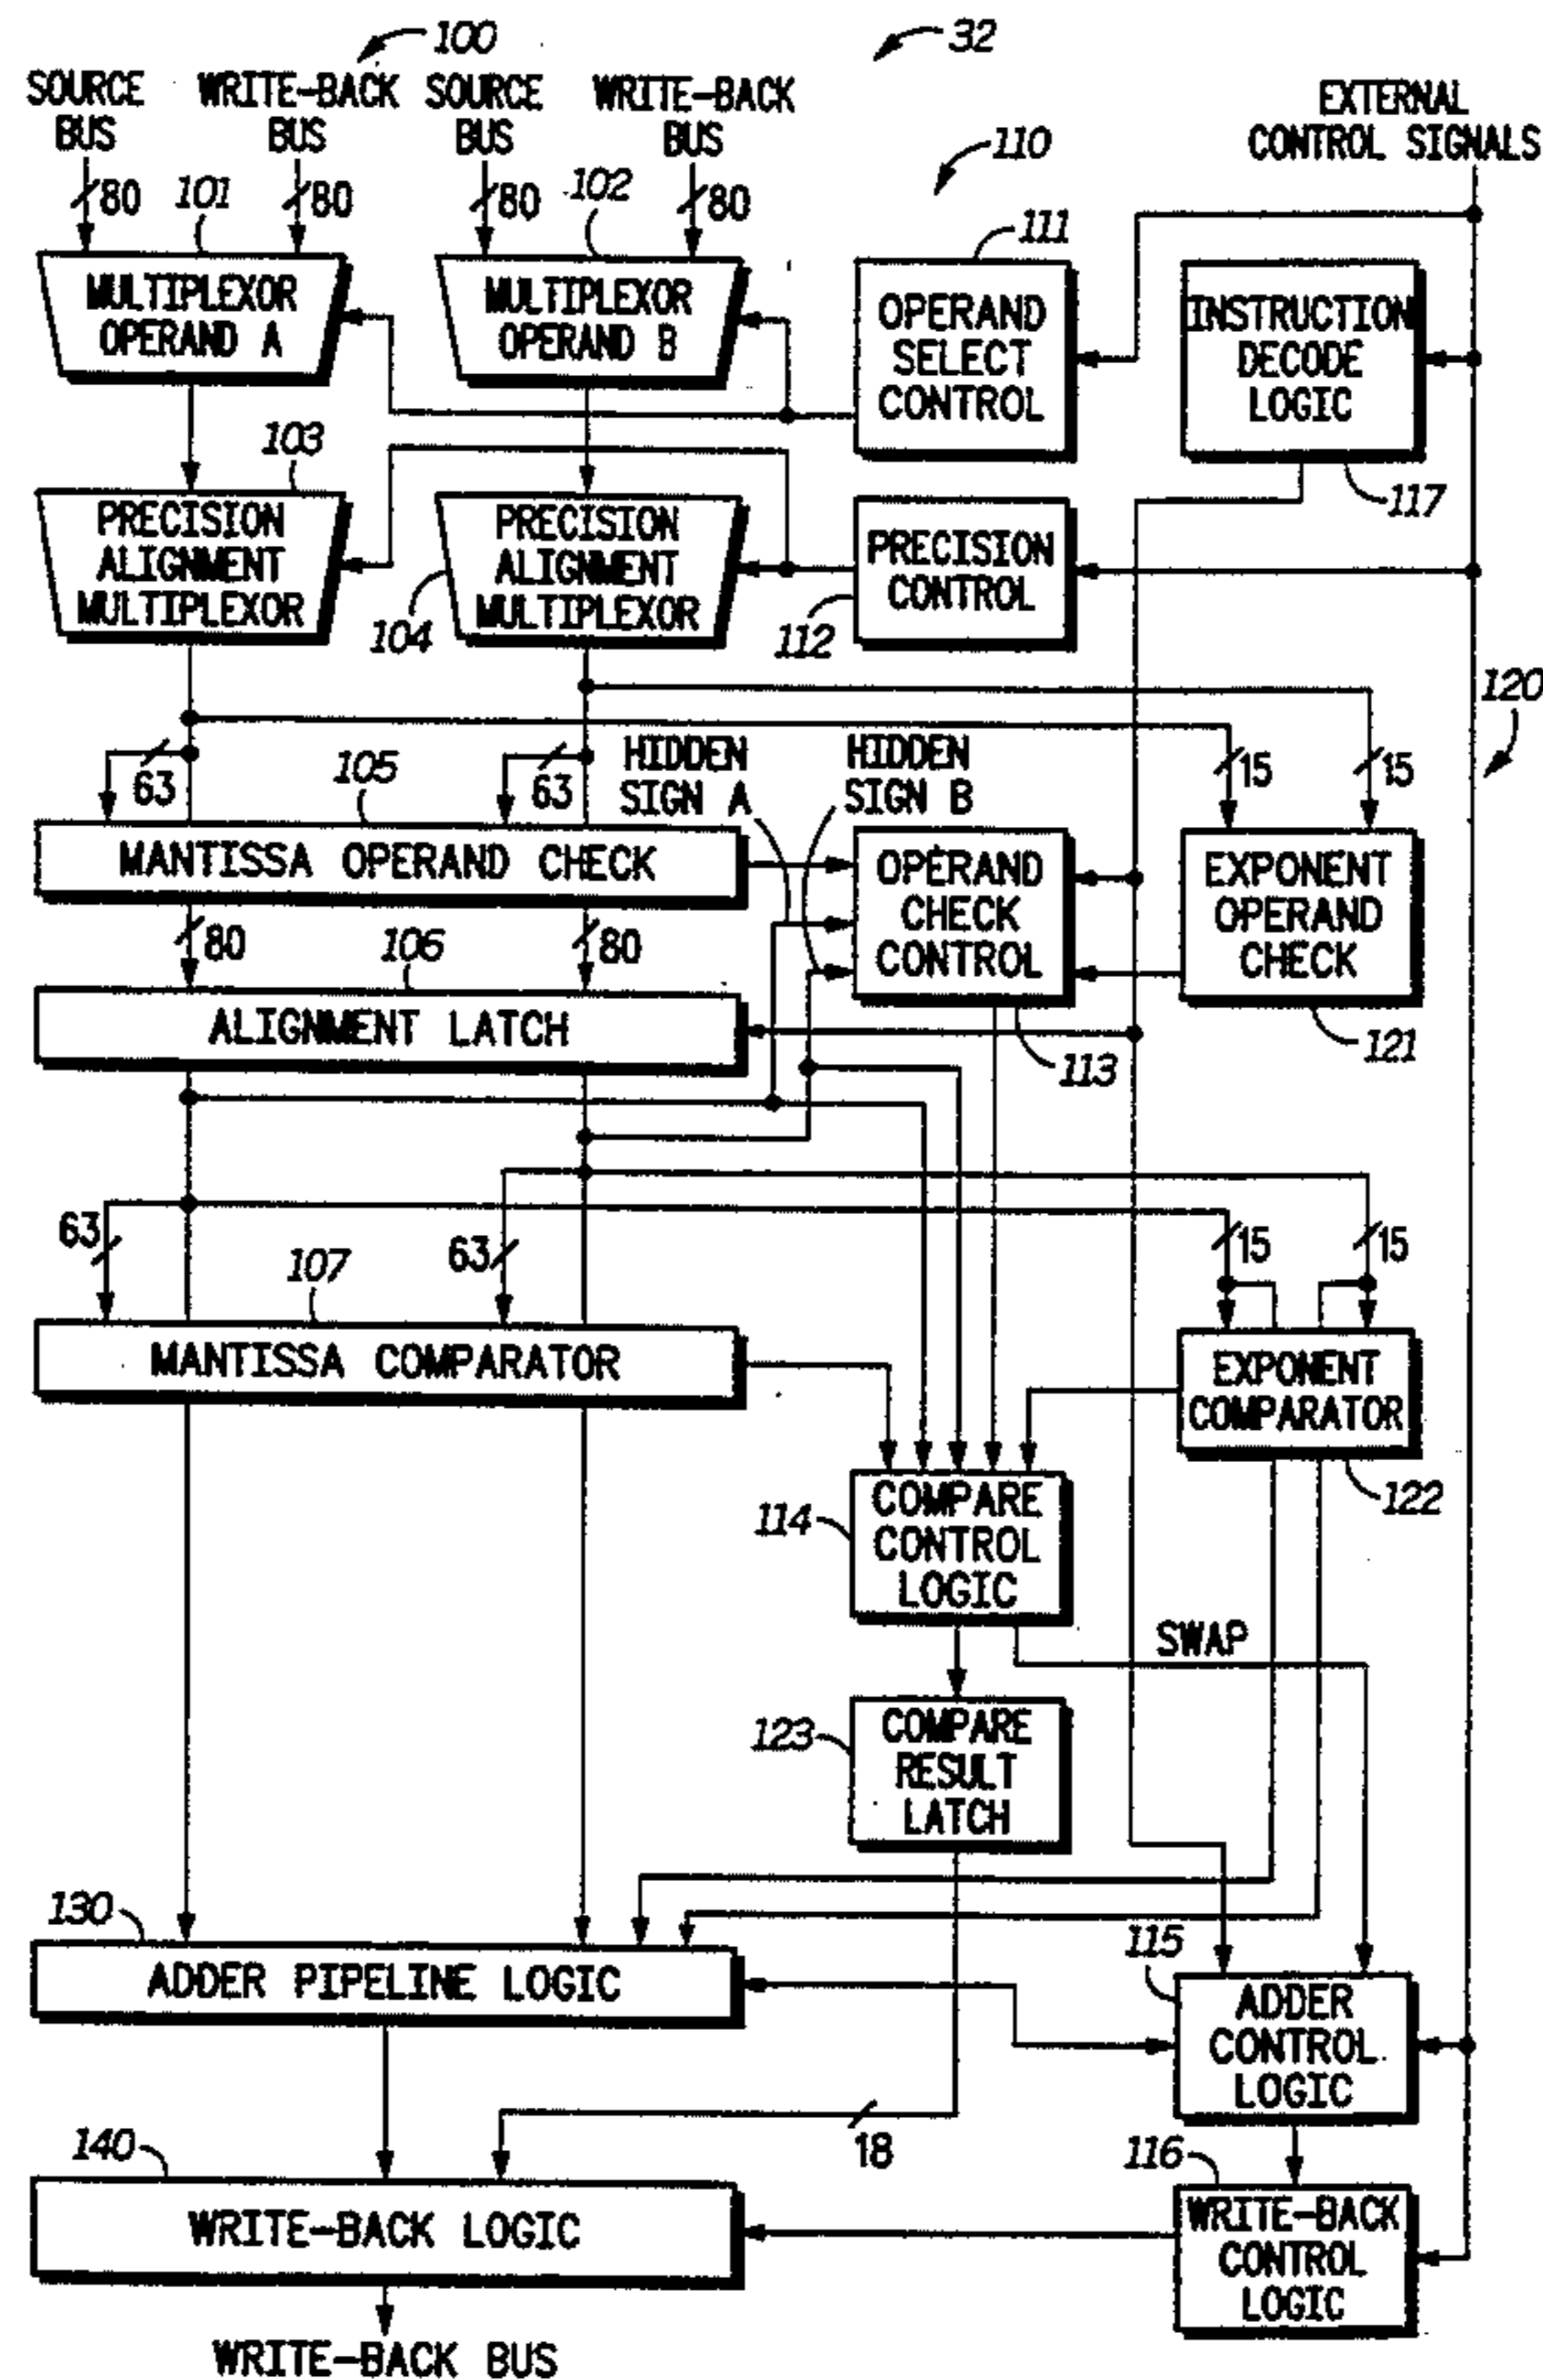 100
32
SOURCE BUS
WRITE-BACK BUS
SOURCE BUS
WRITE-BACK BUS
EXTERNAL CONTROL SIGNALS
110
80
101
80
80
102
80
111
MULTIPLEXOR
OPERAND A
MULTIPLEXOR
OPERAND B
OPERAND
SELECT
CONTROL
INSTRUCTION
DECODE
LOGIC
103
117
PRECISION
ALIGNMENT
MULTIPLEXOR
PRECISION
ALIGNMENT
MULTIPLEXOR
PRECISION
CONTROL
104
112
120
63
105
63
HIDDEN
SIGN A
HIDDEN
SIGN B
15
15
MANTISSA OPERAND CHECK
OPERAND
CHECK
CONTROL
EXPONENT
OPERAND
CHECK
80
106
80
ALIGNMENT LATCH
113
121
63
107
63
15
15
MANTISSA COMPARATOR
EXPONENT
COMPARATOR
114
COMPARE
CONTROL
LOGIC
122
SWAP
123
COMPARE
RESULT
LATCH
130
115
ADDER PIPELINE LOGIC
ADDER
CONTROL
LOGIC
18
140
116
WRITE-BACK LOGIC
WRITE-BACK
CONTROL
LOGIC
WRITE-BACK BUS